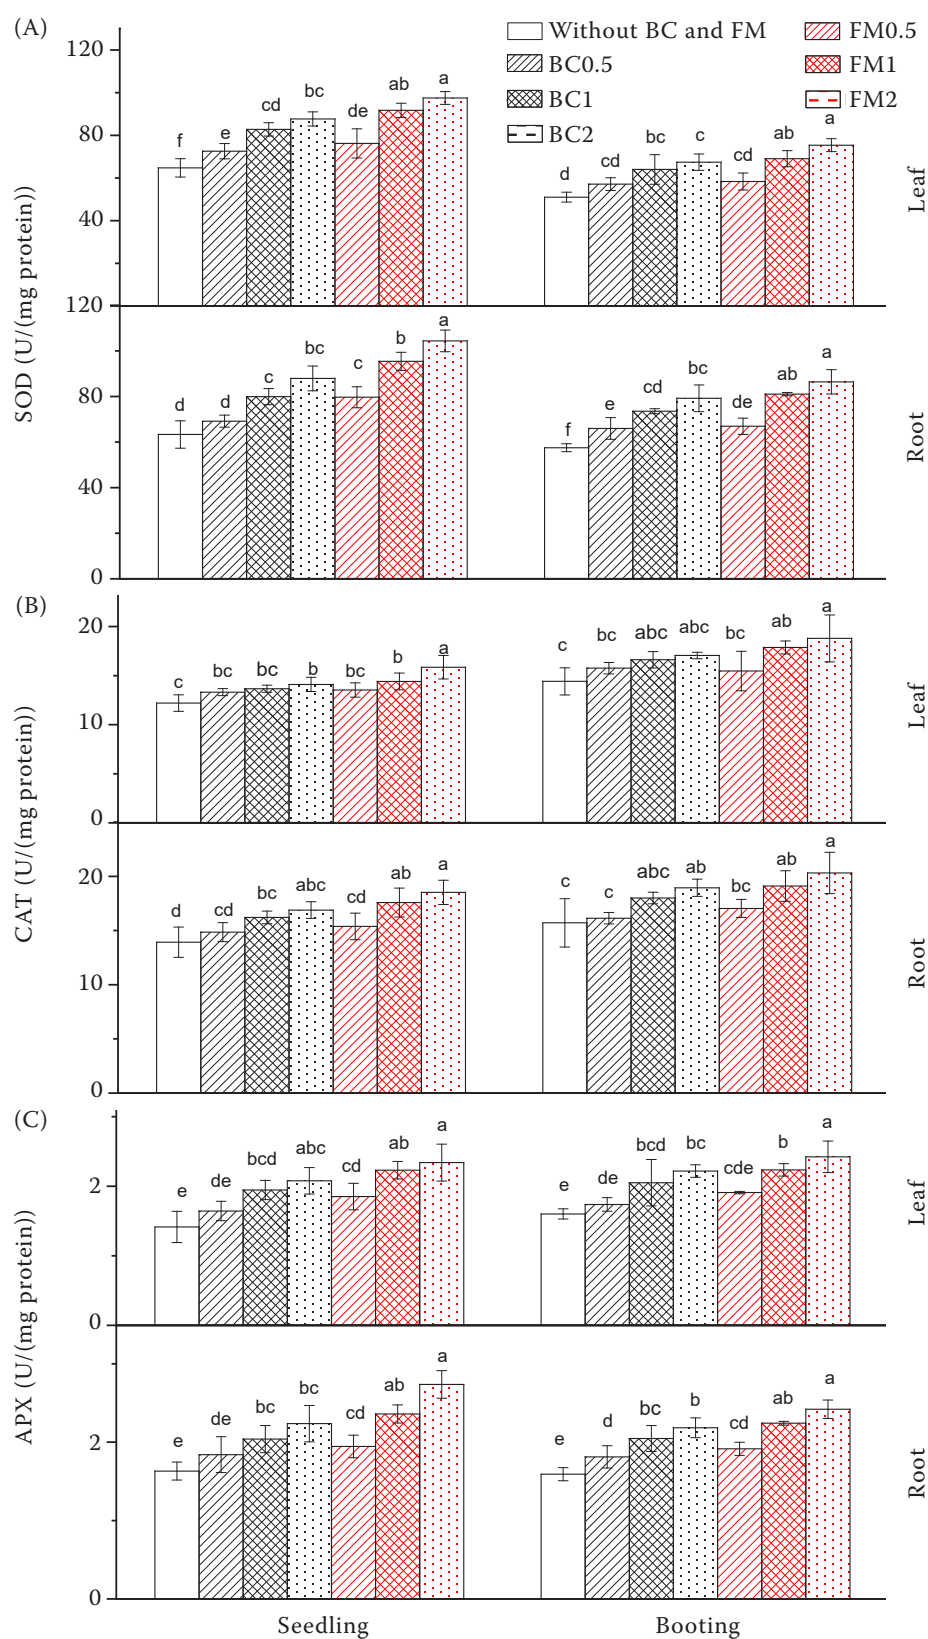 (A)
Without BC and FM
BC0.5
BC1
BC2
FM0.5
FM1
FM2
SOD (U/(mg protein))
120
80
40
f e cd bc de ab a
d cd bc c cd ab a
Leaf
120
80
40
0
d d c bc c b a
f e cd bc de ab a
Root
(B)
CAT (U/(mg protein))
20
10
0
c bc bc b bc b a
c bc abc abc bc ab a
Leaf
20
10
0
d cd bc abc cd ab a
c c abc ab bc ab a
Root
(C)
APX (U/(mg protein))
2
0
e de bcd abc cd ab a
e de bcd bc cde b a
Leaf
2
0
e de bc bc cd ab a
e d bc b cd ab a
Root
Seedling
Booting